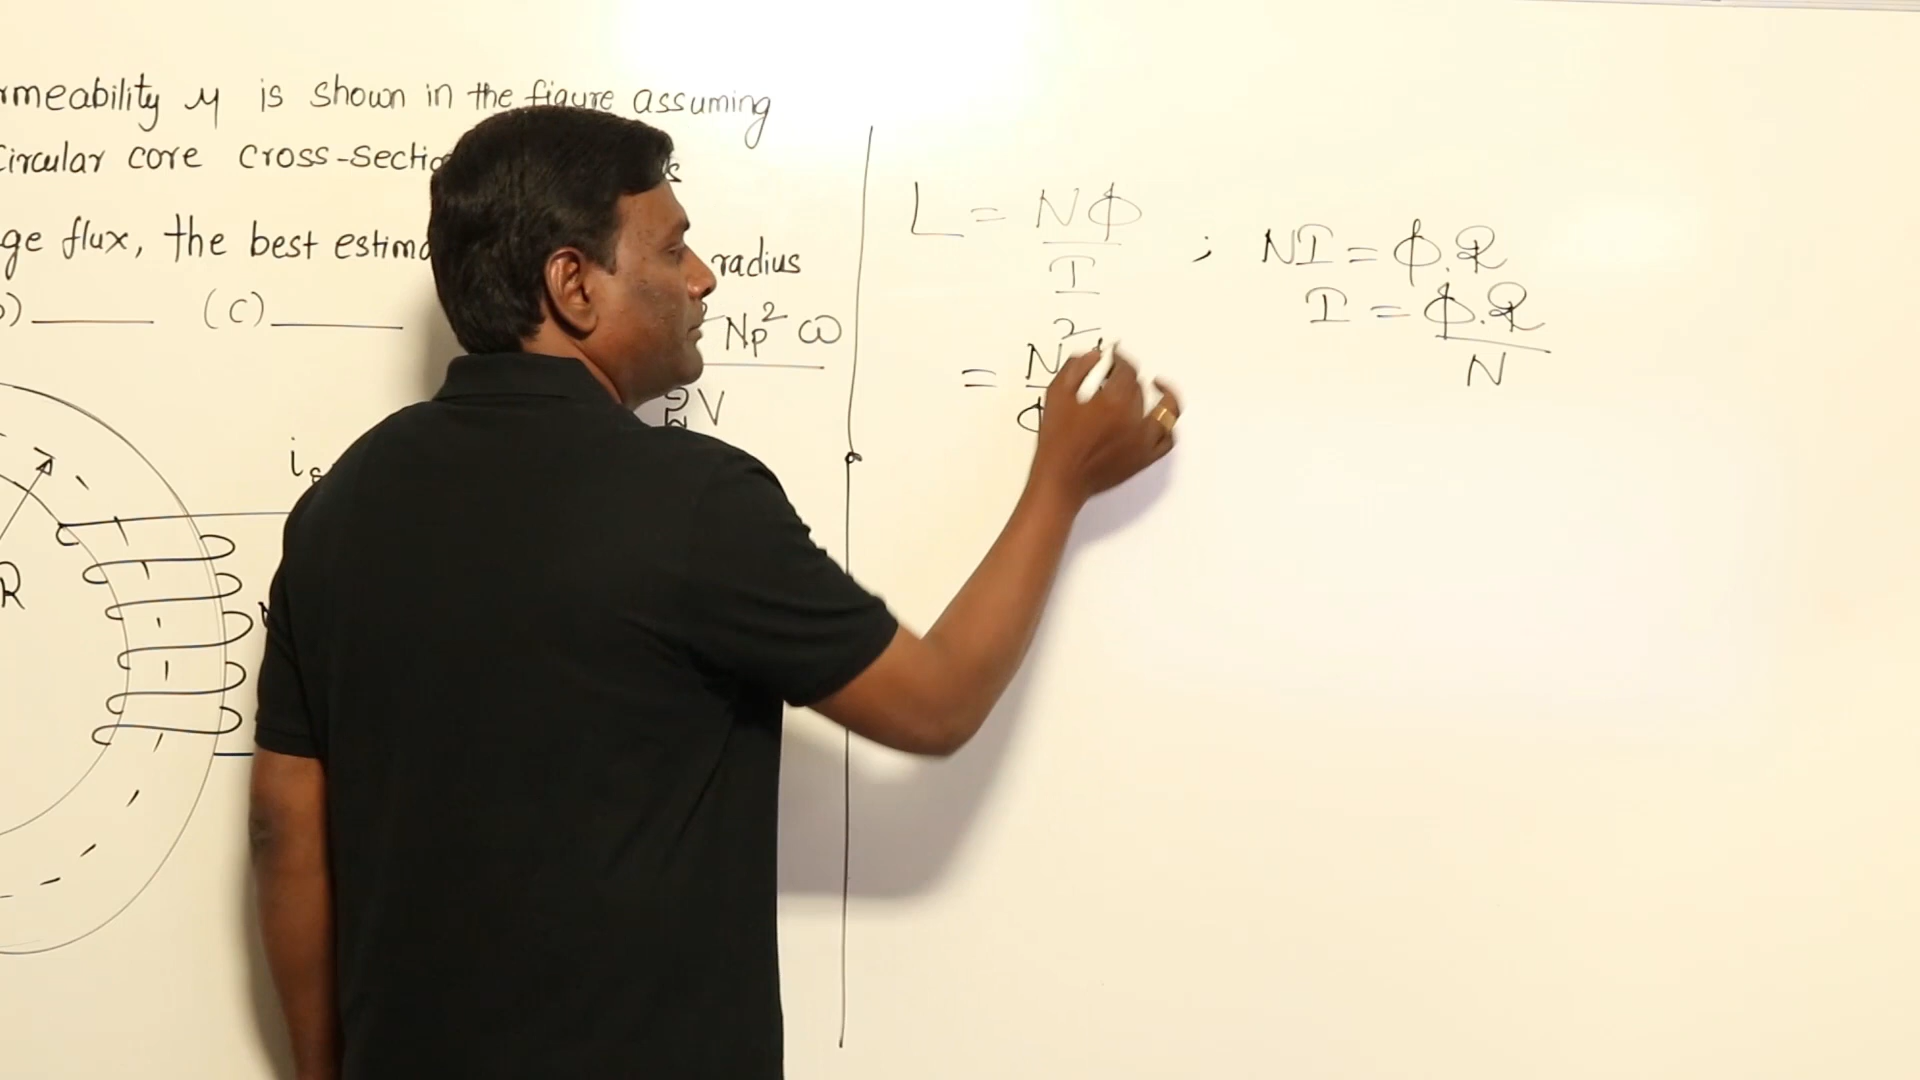 rmeability μ is shown in the figure assuming
Circular core cross-sectio
ge flux, the best estima radius
(c)
Np² ω
V
R
L = NΦ / I ; NI = Φ.R
I = Φ.R / N
= N²